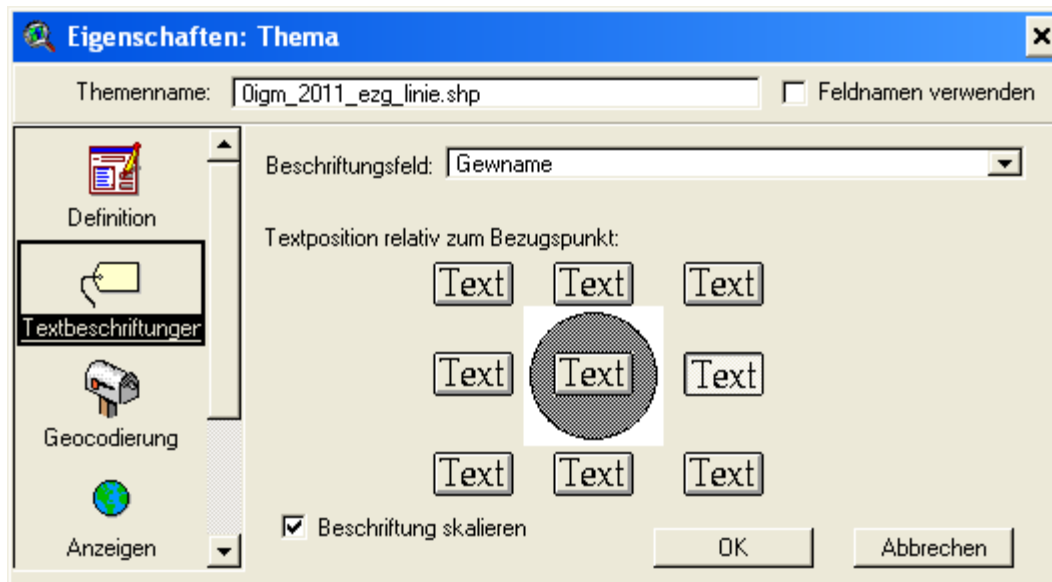 Eigenschaften: Thema
Themenname: 0igm_2011_ezg_linie.shp Feldnamen verwenden
Definition
Textbeschriftunger
Geocodierung
Anzeigen
Beschriftungsfeld: Gewname
Textposition relativ zum Bezugspunkt:
Text Text Text
Text Text Text
Text Text Text
Beschriftung skalieren
OK Abbrechen